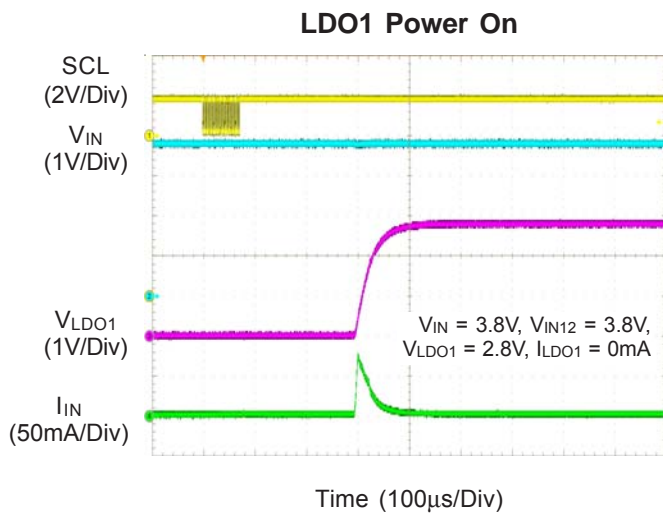 LDO1 Power On
SCL
(2V/Div)
VIN
(1V/Div)
VLDO1
(1V/Div)
IIN
(50mA/Div)
VIN = 3.8V, VIN12 = 3.8V,
VLDO1 = 2.8V, ILDO1 = 0mA
Time (100μs/Div)